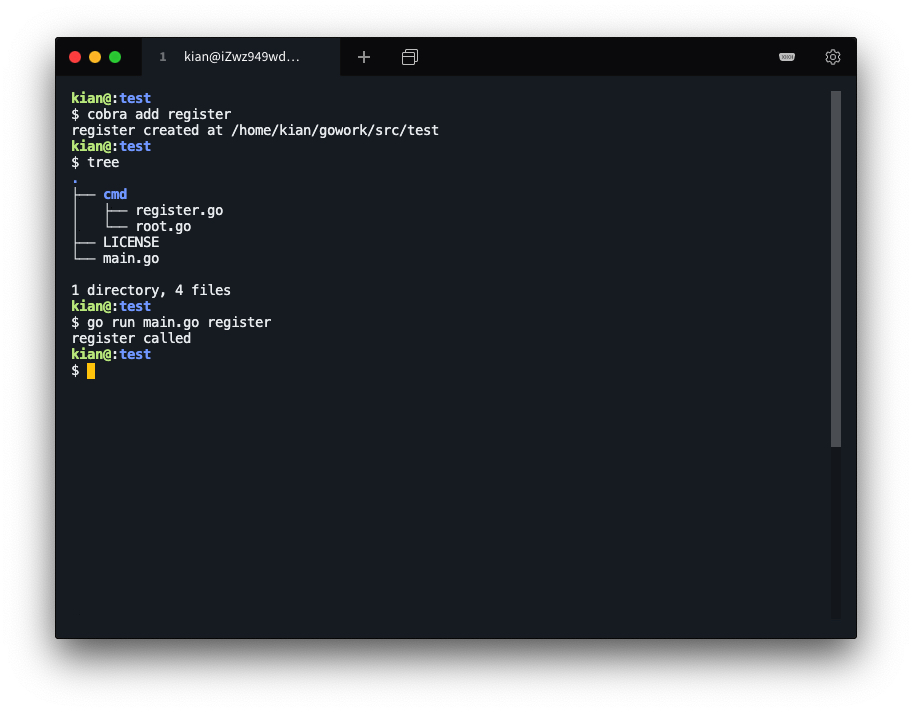 1 kian@iZwz949wd...
kian@:test
$ cobra add register
register created at /home/kian/gowork/src/test
kian@:test
$ tree
.
├── cmd
│   ├── register.go
│   └── root.go
├── LICENSE
└── main.go
1 directory, 4 files
kian@:test
$ go run main.go register
register called
kian@:test
$